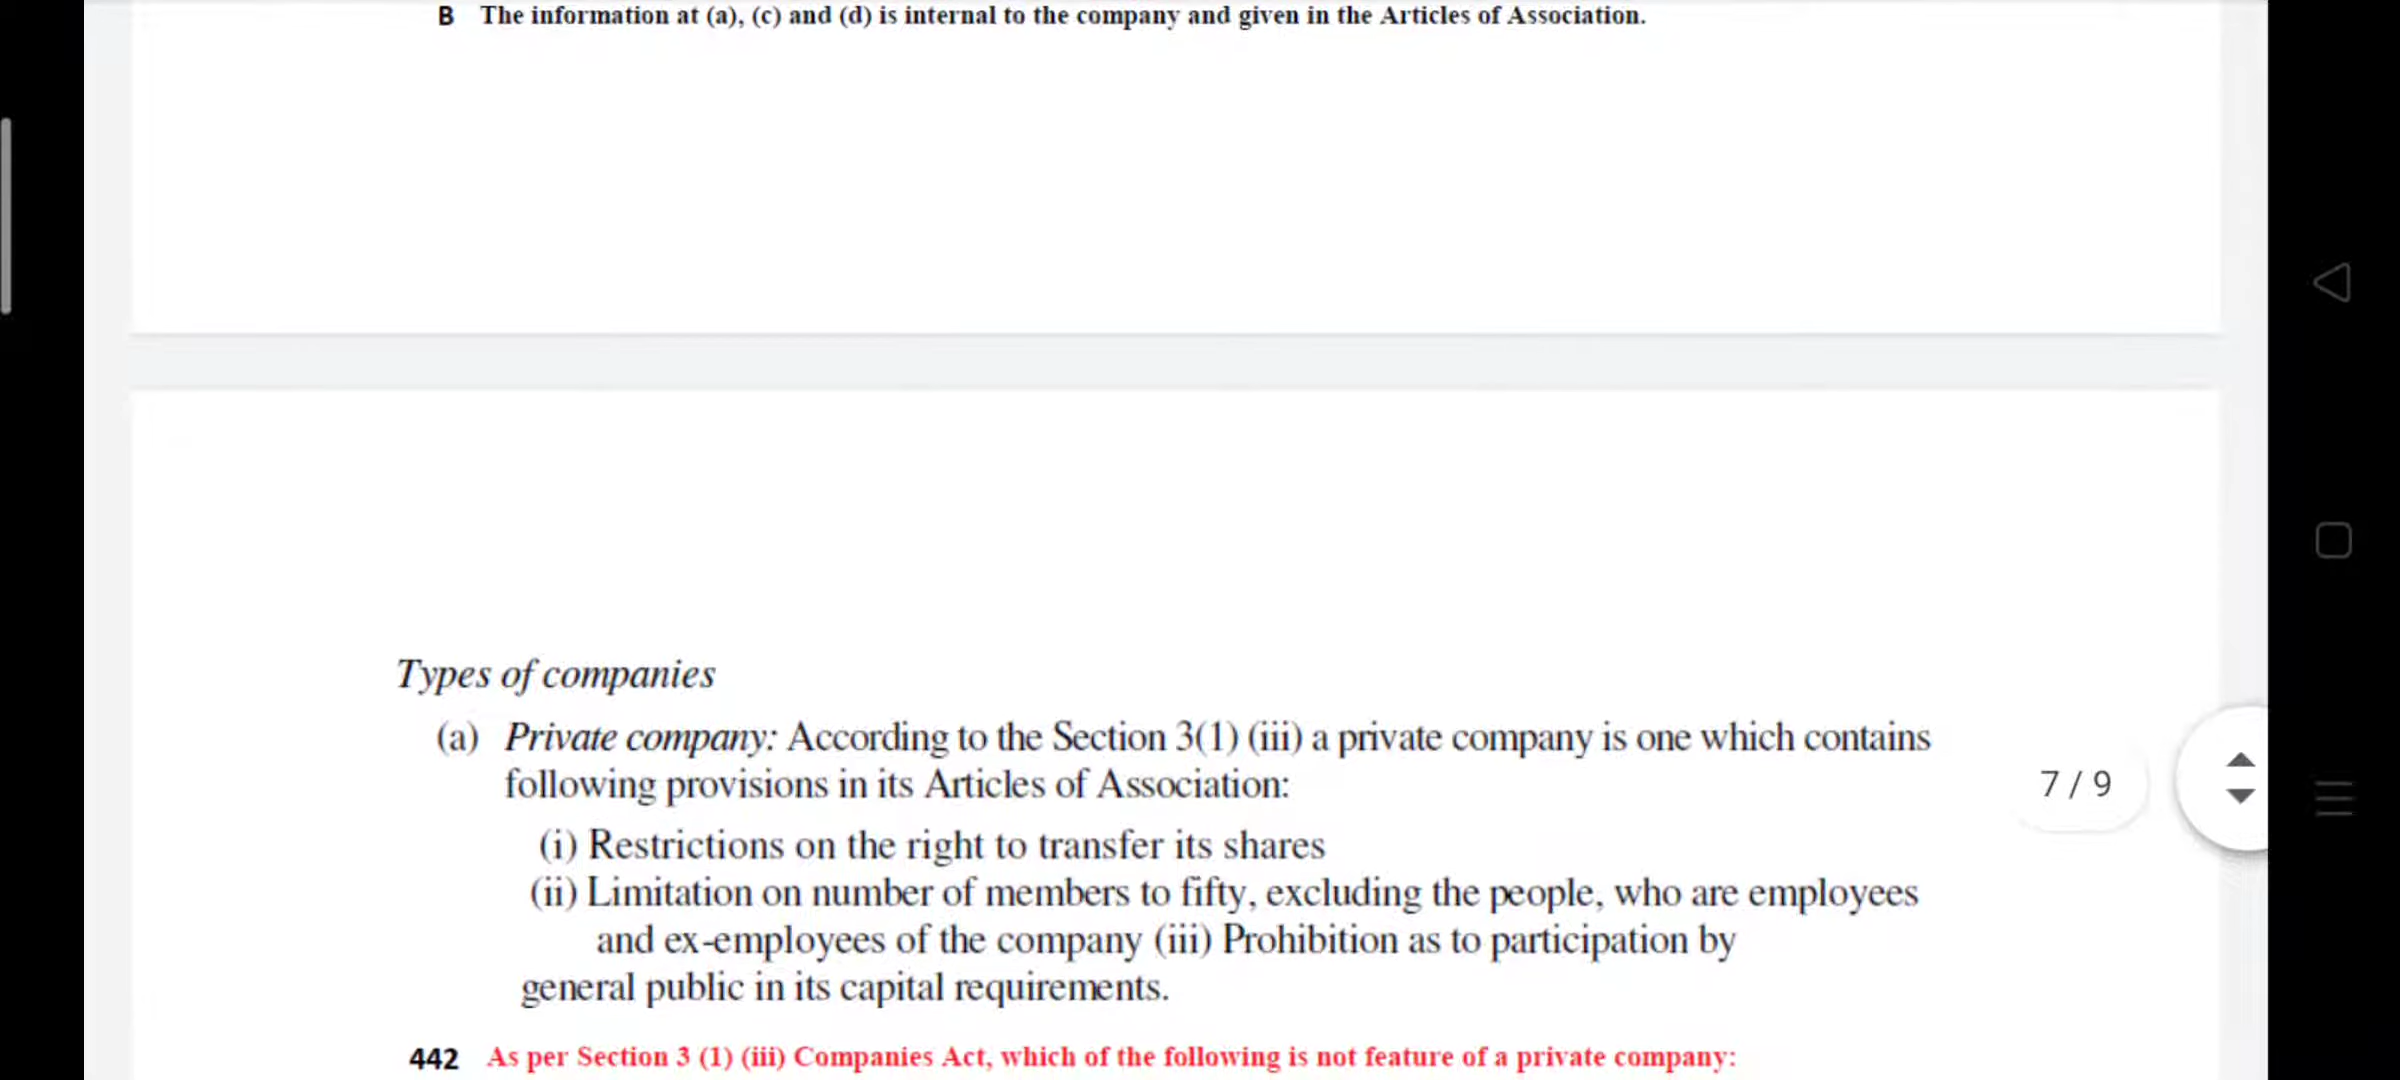 B The information at (a), (c) and (d) is internal to the company and given in the Articles of Association.
Types of companies
(a) Private company: According to the Section 3(1) (iii) a private company is one which contains
following provisions in its Articles of Association:
7 / 9
(i) Restrictions on the right to transfer its shares
(ii) Limitation on number of members to fifty, excluding the people, who are employees
and ex-employees of the company (iii) Prohibition as to participation by
general public in its capital requirements.
442 As per Section 3 (1) (iii) Companies Act, which of the following is not feature of a private company: